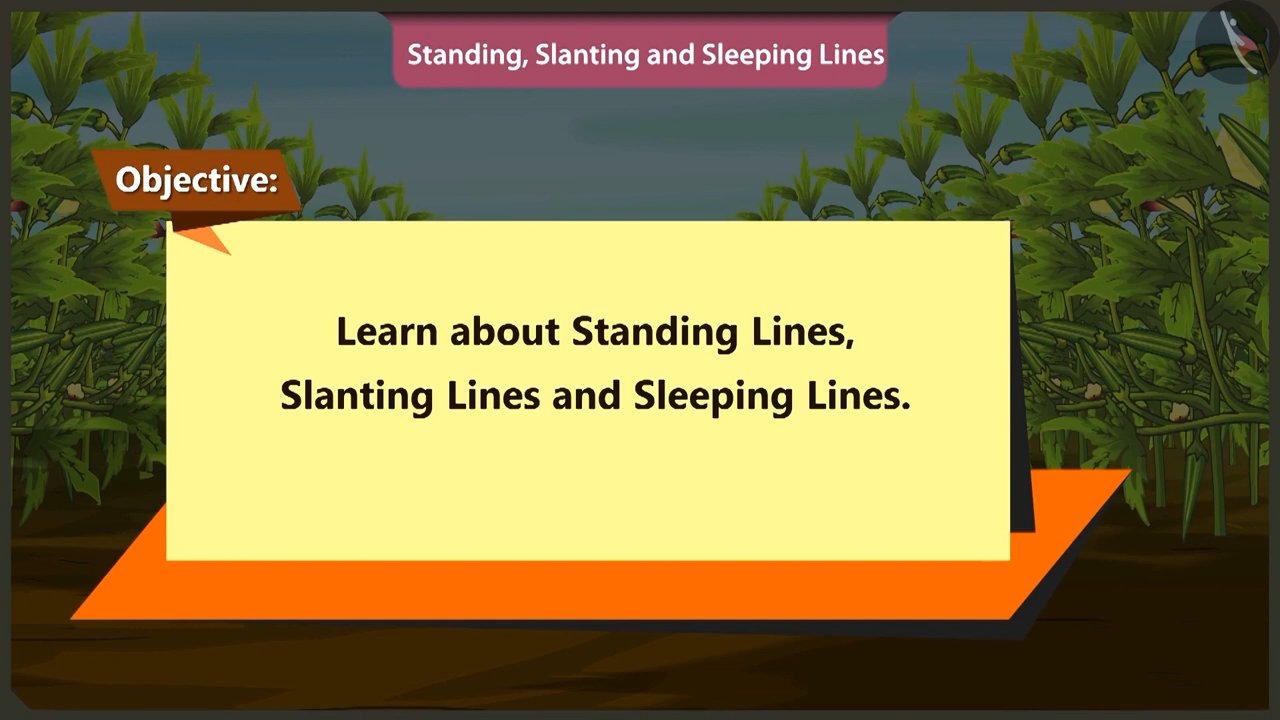 Standing, Slanting and Sleeping Lines
Objective:
Learn about Standing Lines,
Slanting Lines and Sleeping Lines.